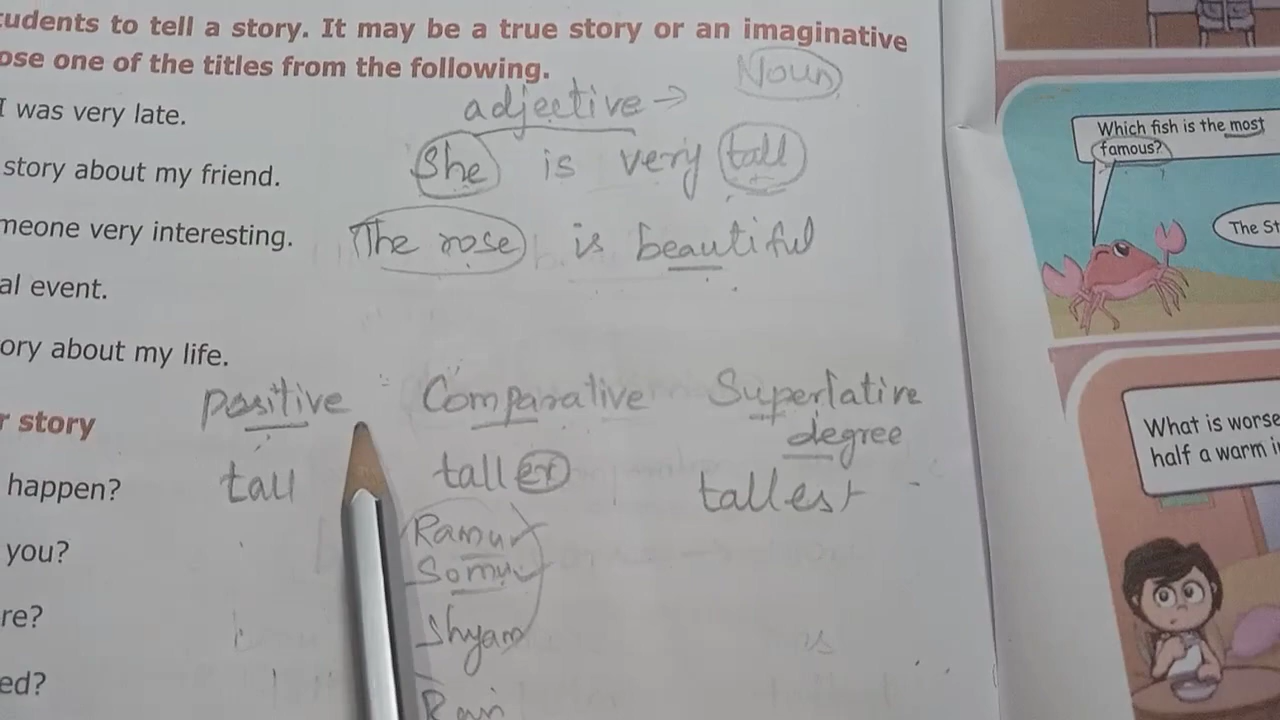 tudents to tell a story. It may be a true story or an imaginative
ose one of the titles from the following.
Noun
adjective →
I was very late.
She is very tall
story about my friend.
The rose is beautiful
meone very interesting.
al event.
ory about my life.
positive Comparative Superlative
degree
r story
tall taller tallest
happen?
Ramu
Somu
you?
Shyam
re?
ed?
Which fish is the most
famous?
The St
What is worse
half a warm i